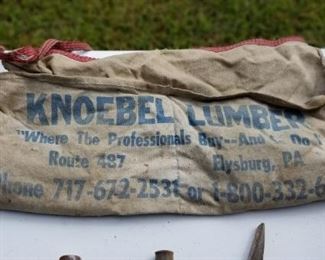 KNOEBEL LUMBER
"Where The Professionals Buy--And Do
Route 487 Elysburg, PA
Phone 717-672-2531 or 1-800-332-6